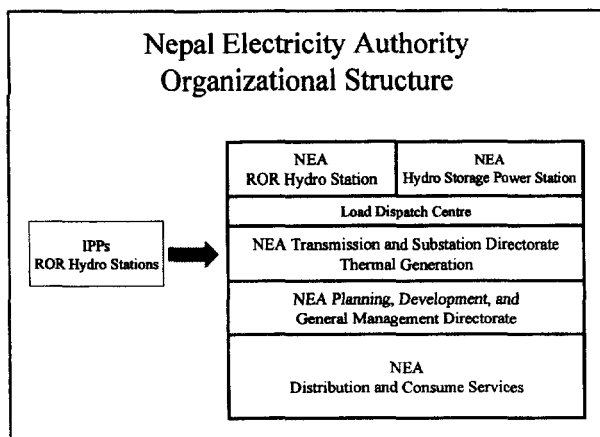 Nepal Electricity Authority
Organizational Structure
NEA
ROR Hydro Station
NEA
Hydro Storage Power Station
Load Dispatch Centre
IPPs
ROR Hydro Stations
NEA Transmission and Substation Directorate
Thermal Generation
NEA Planning, Development, and
General Management Directorate
NEA
Distribution and Consume Services